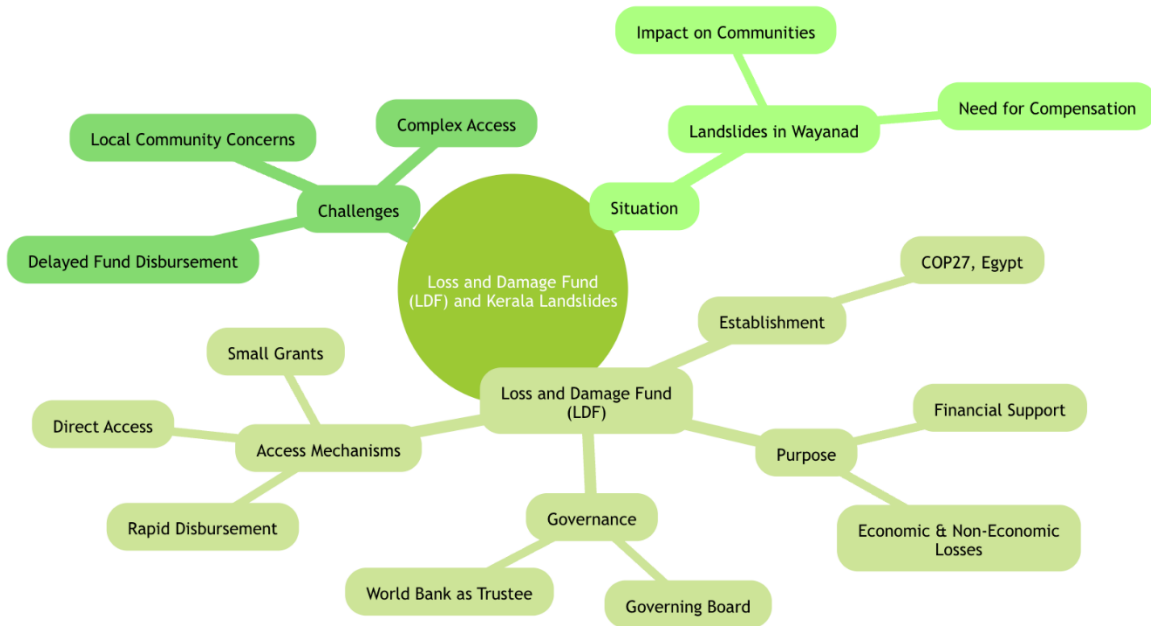 Impact on Communities
Need for Compensation
Landslides in Wayanad
Situation
Complex Access
Local Community Concerns
Challenges
Delayed Fund Disbursement
Loss and Damage Fund
(LDF) and Kerala Landslides
COP27, Egypt
Establishment
Loss and Damage Fund
(LDF)
Financial Support
Purpose
Economic & Non-Economic
Losses
Small Grants
Direct Access
Access Mechanisms
Rapid Disbursement
Governance
World Bank as Trustee
Governing Board